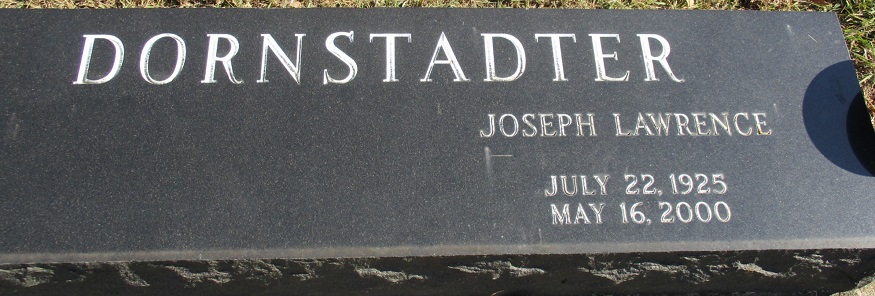 DORNSTADTER
JOSEPH LAWRENCE
JULY 22, 1925
MAY 16, 2000